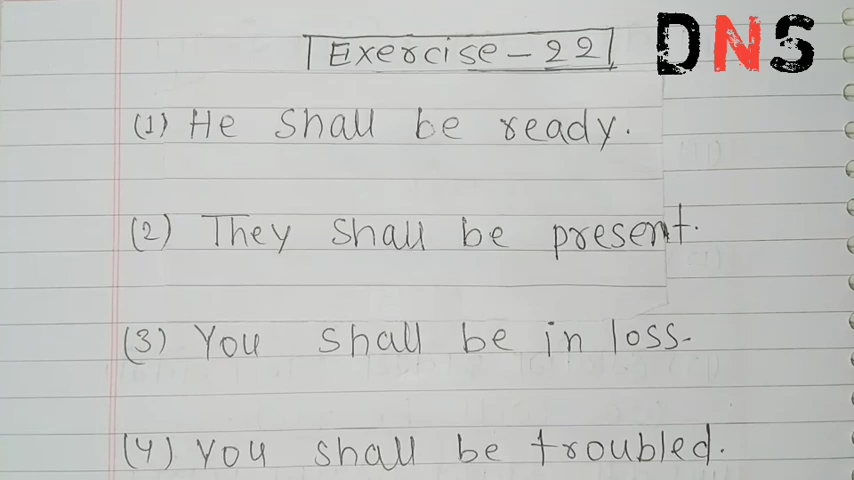 DNS
Exercise - 22
(1) He shall be ready.
(2) They shall be present.
(3) You shall be in loss.
(4) You shall be troubled.